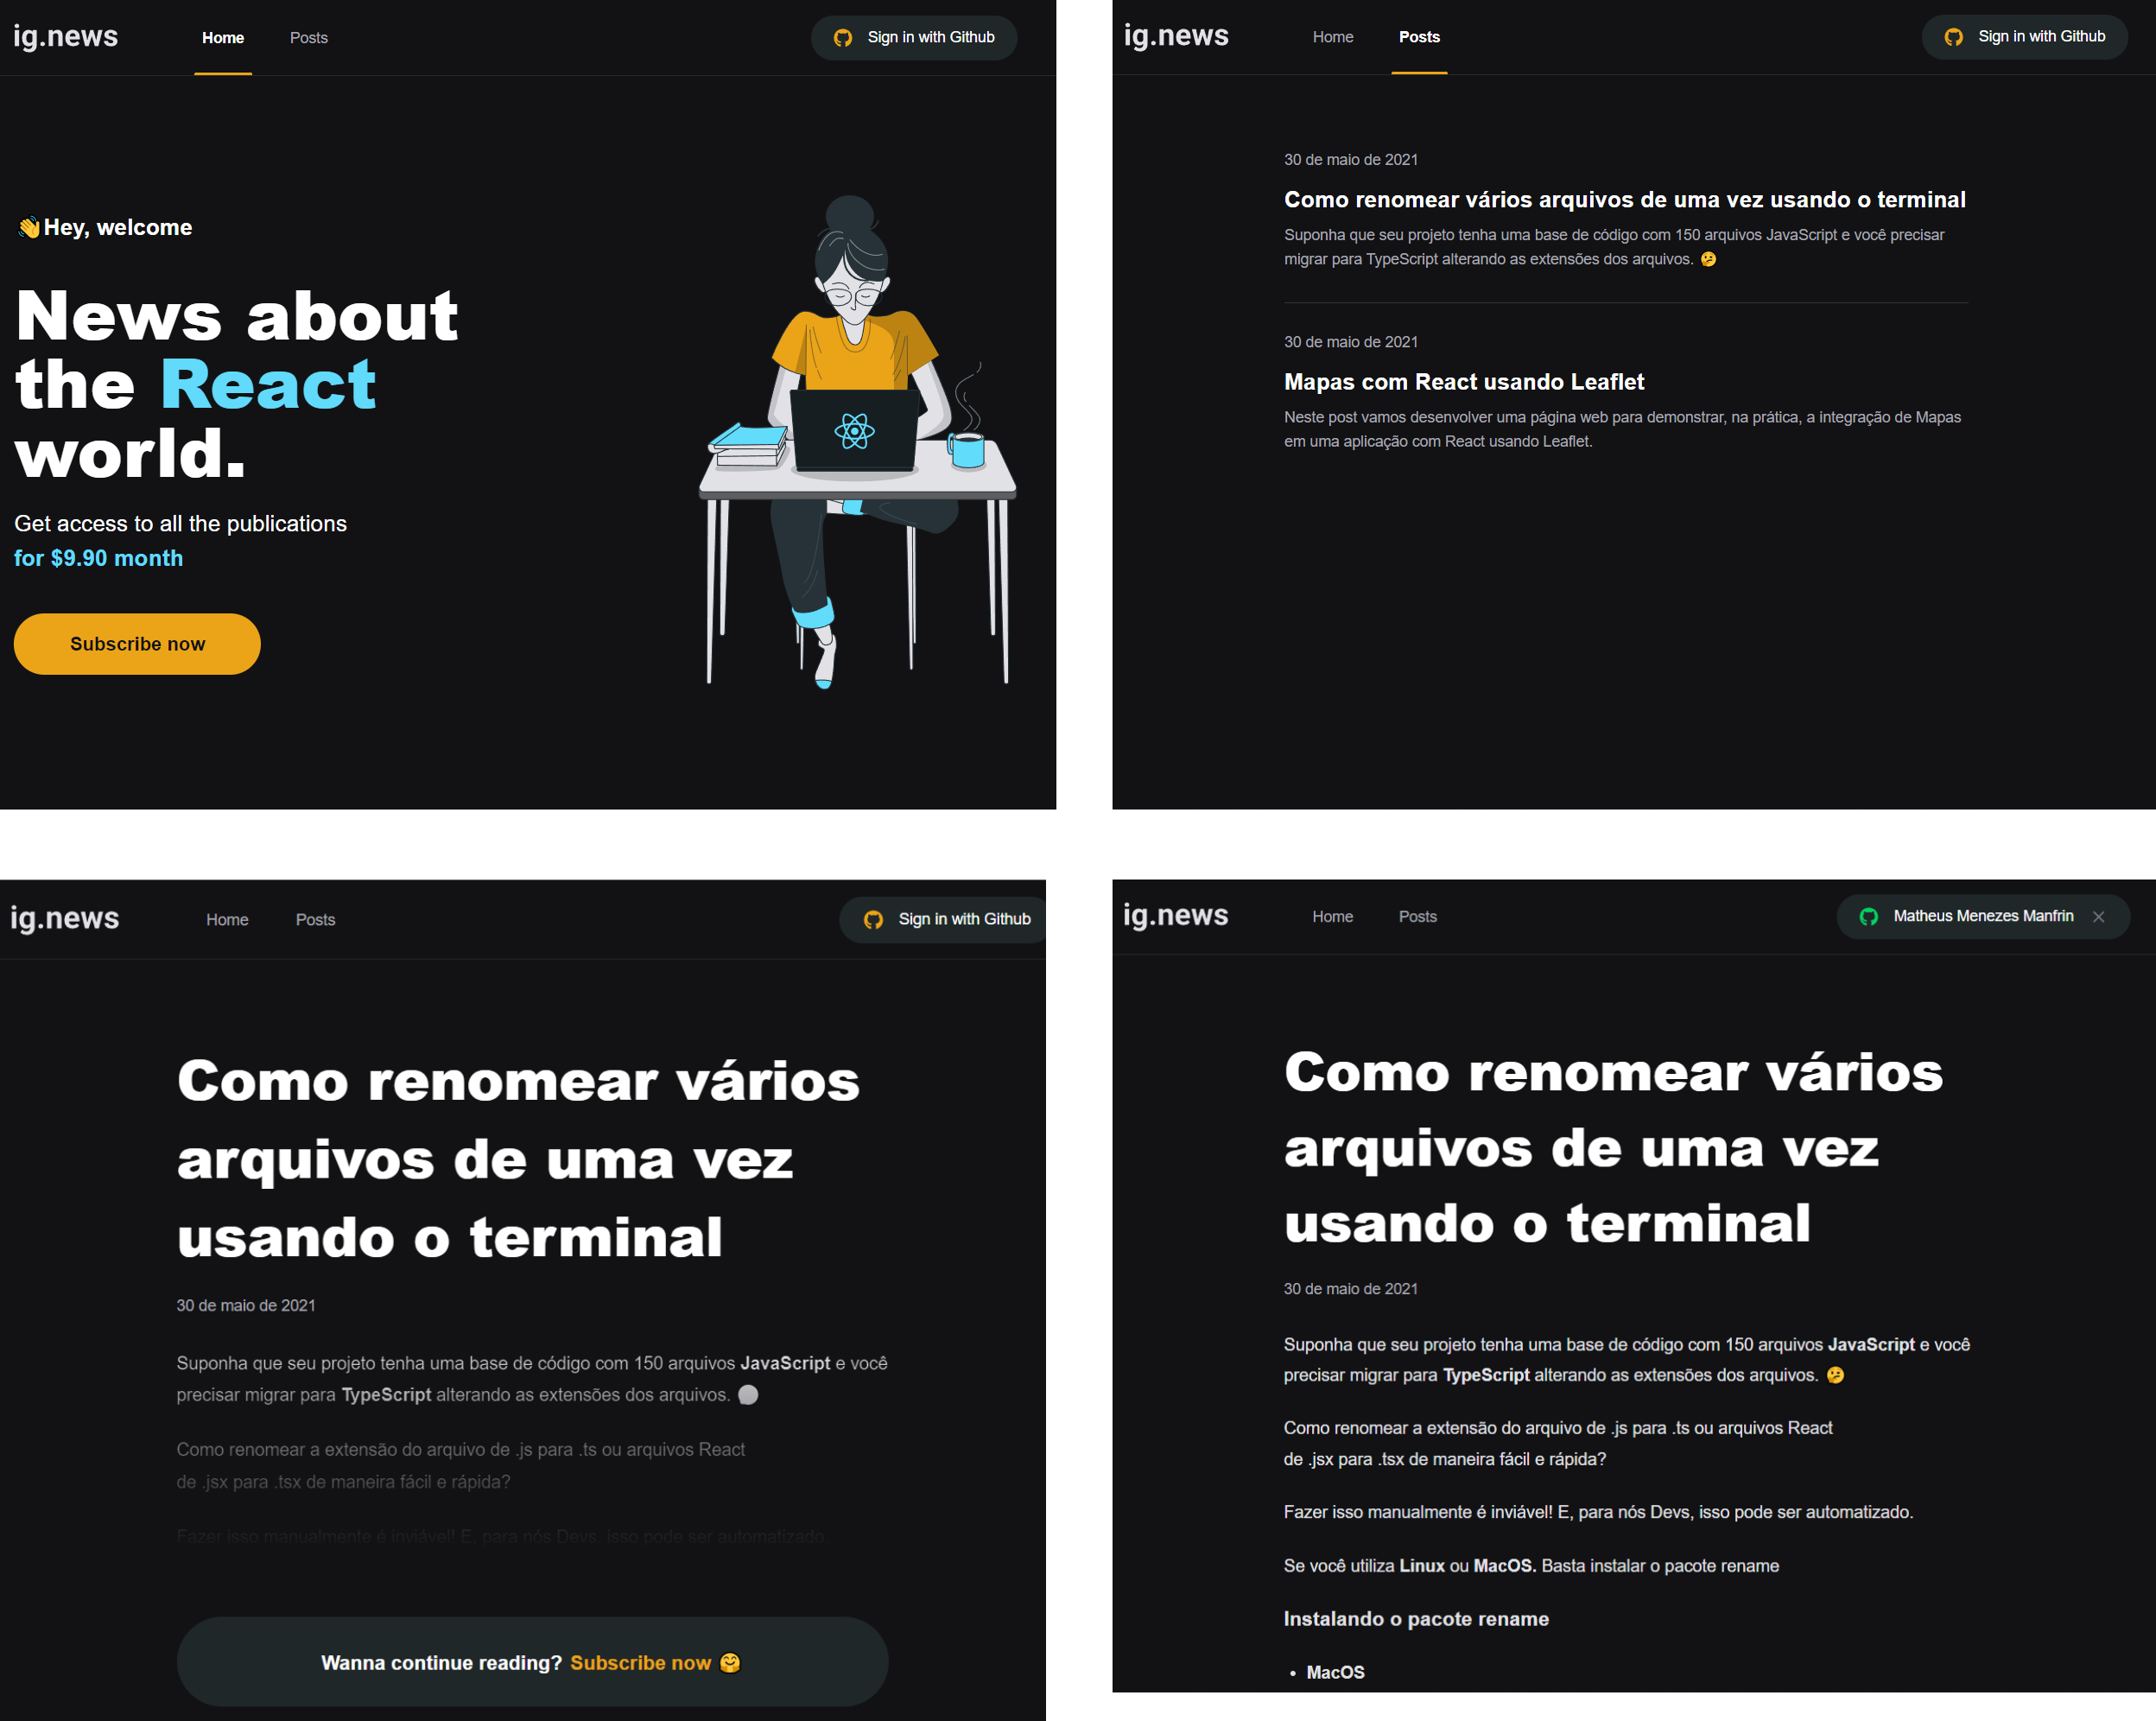 ig.news
Home
Posts
Sign in with Github
👋Hey, welcome
News about
the React
world.
Get access to all the publications
for $9.90 month
Subscribe now
ig.news
Home
Posts
Sign in with Github
30 de maio de 2021
Como renomear vários arquivos de uma vez usando o terminal
Suponha que seu projeto tenha uma base de código com 150 arquivos JavaScript e você precisar
migrar para TypeScript alterando as extensões dos arquivos. 🤔
30 de maio de 2021
Mapas com React usando Leaflet
Neste post vamos desenvolver uma página web para demonstrar, na prática, a integração de Mapas
em uma aplicação com React usando Leaflet.
ig.news
Home
Posts
Sign in with Github
Como renomear vários
arquivos de uma vez
usando o terminal
30 de maio de 2021
Suponha que seu projeto tenha uma base de código com 150 arquivos JavaScript e você
precisar migrar para TypeScript alterando as extensões dos arquivos.
Como renomear a extensão do arquivo de .js para .ts ou arquivos React
de .jsx para .tsx de maneira fácil e rápida?
Fazer isso manualmente é inviável! E, para nós Devs, isso pode ser automatizado.
Wanna continue reading? Subscribe now 🤗
ig.news
Home
Posts
Matheus Menezes Manfrin
Como renomear vários
arquivos de uma vez
usando o terminal
30 de maio de 2021
Suponha que seu projeto tenha uma base de código com 150 arquivos JavaScript e você
precisar migrar para TypeScript alterando as extensões dos arquivos. 🤔
Como renomear a extensão do arquivo de .js para .ts ou arquivos React
de .jsx para .tsx de maneira fácil e rápida?
Fazer isso manualmente é inviável! E, para nós Devs, isso pode ser automatizado.
Se você utiliza Linux ou MacOS. Basta instalar o pacote rename
Instalando o pacote rename
• MacOS